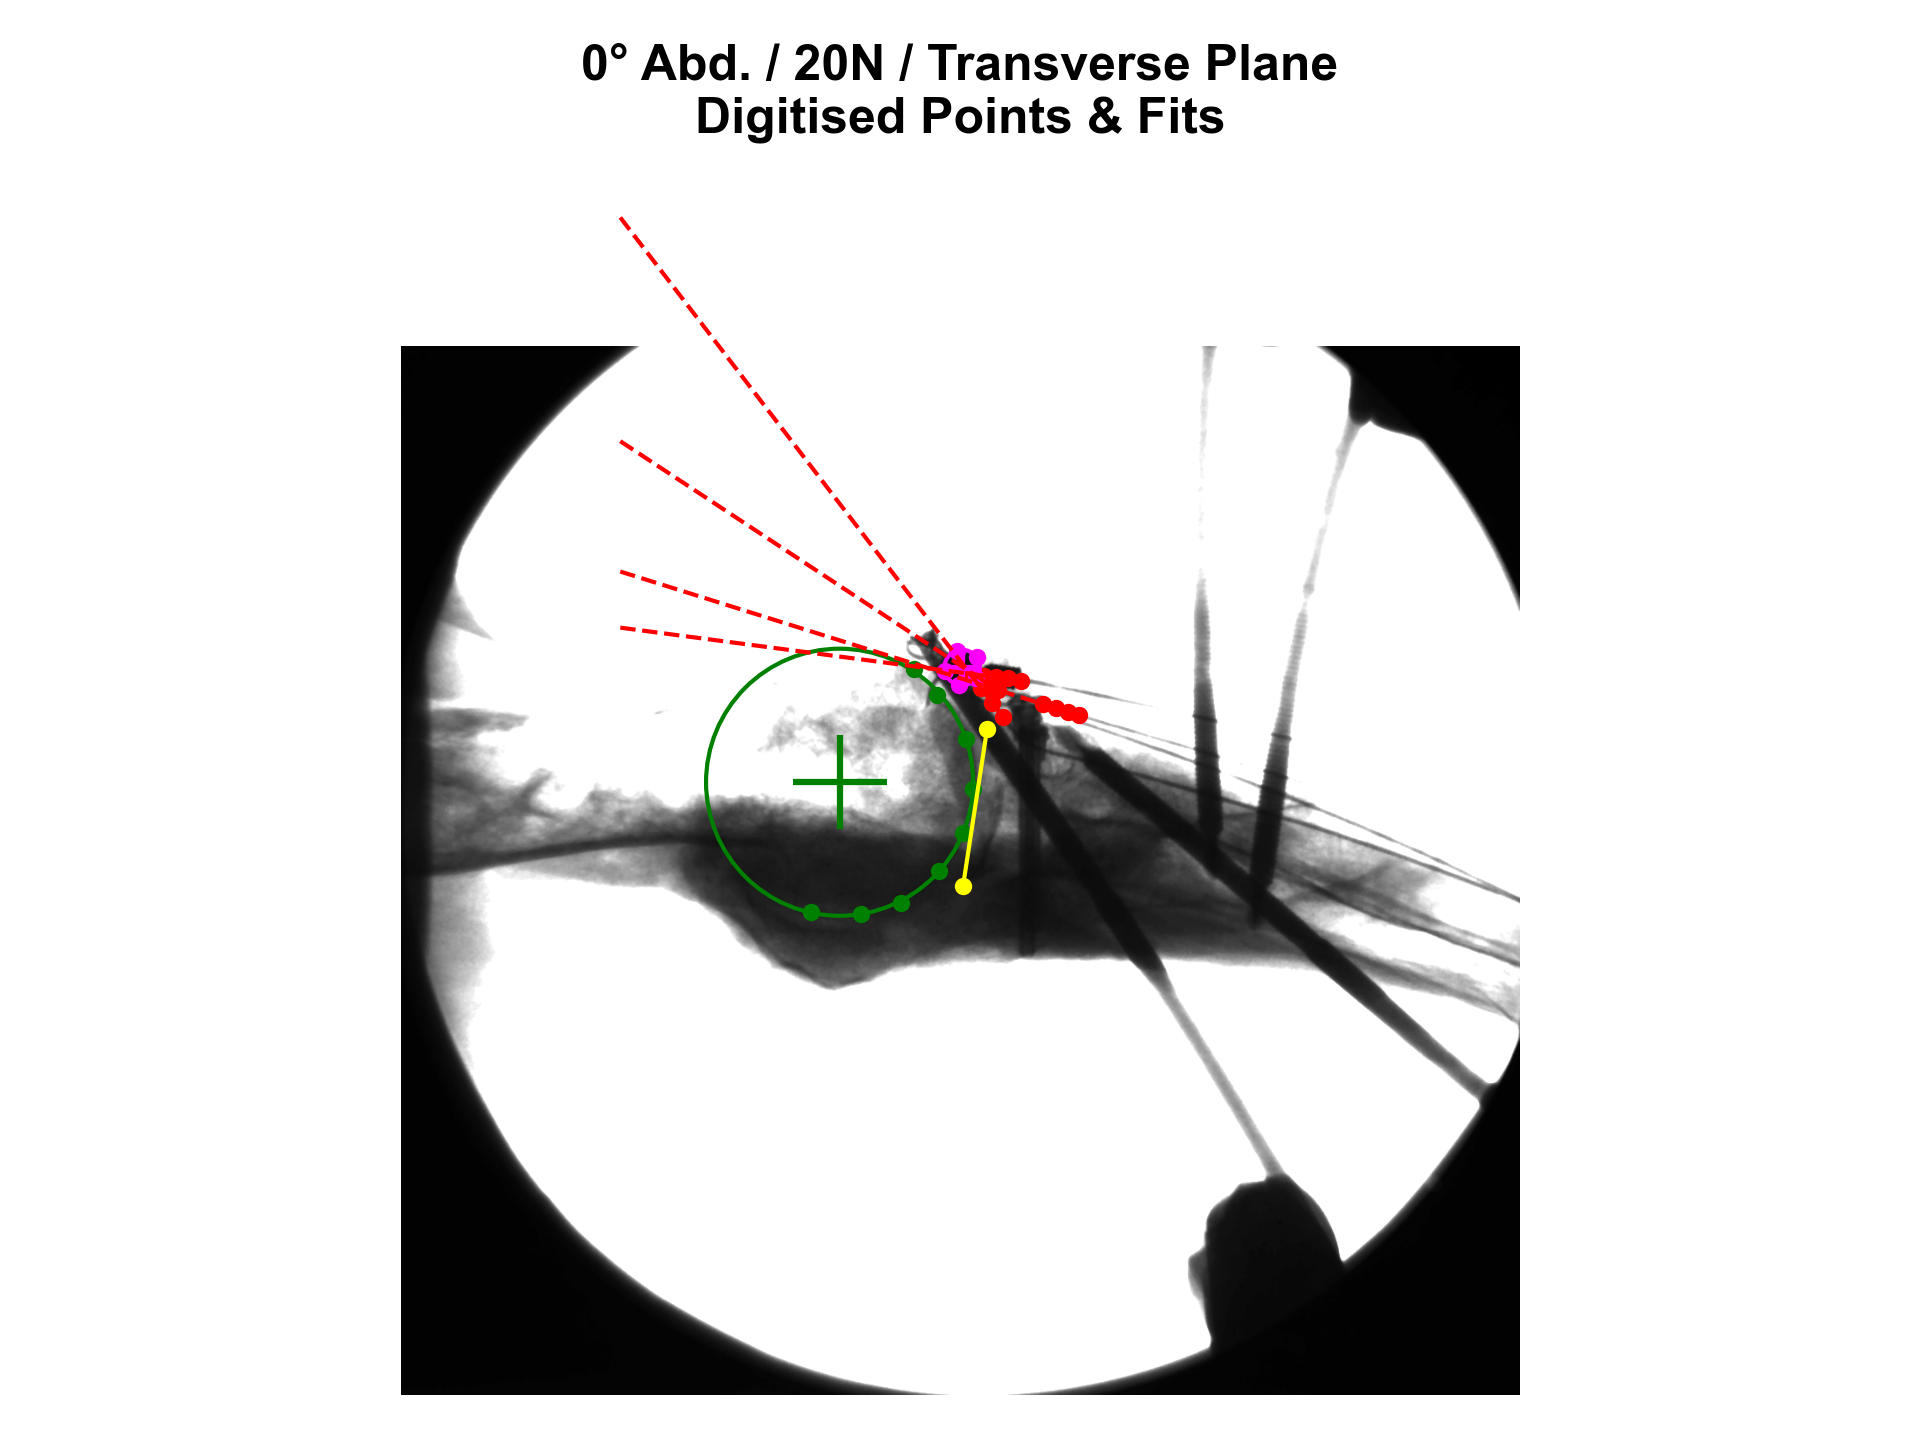 0° Abd. / 20N / Transverse Plane
Digitised Points & Fits